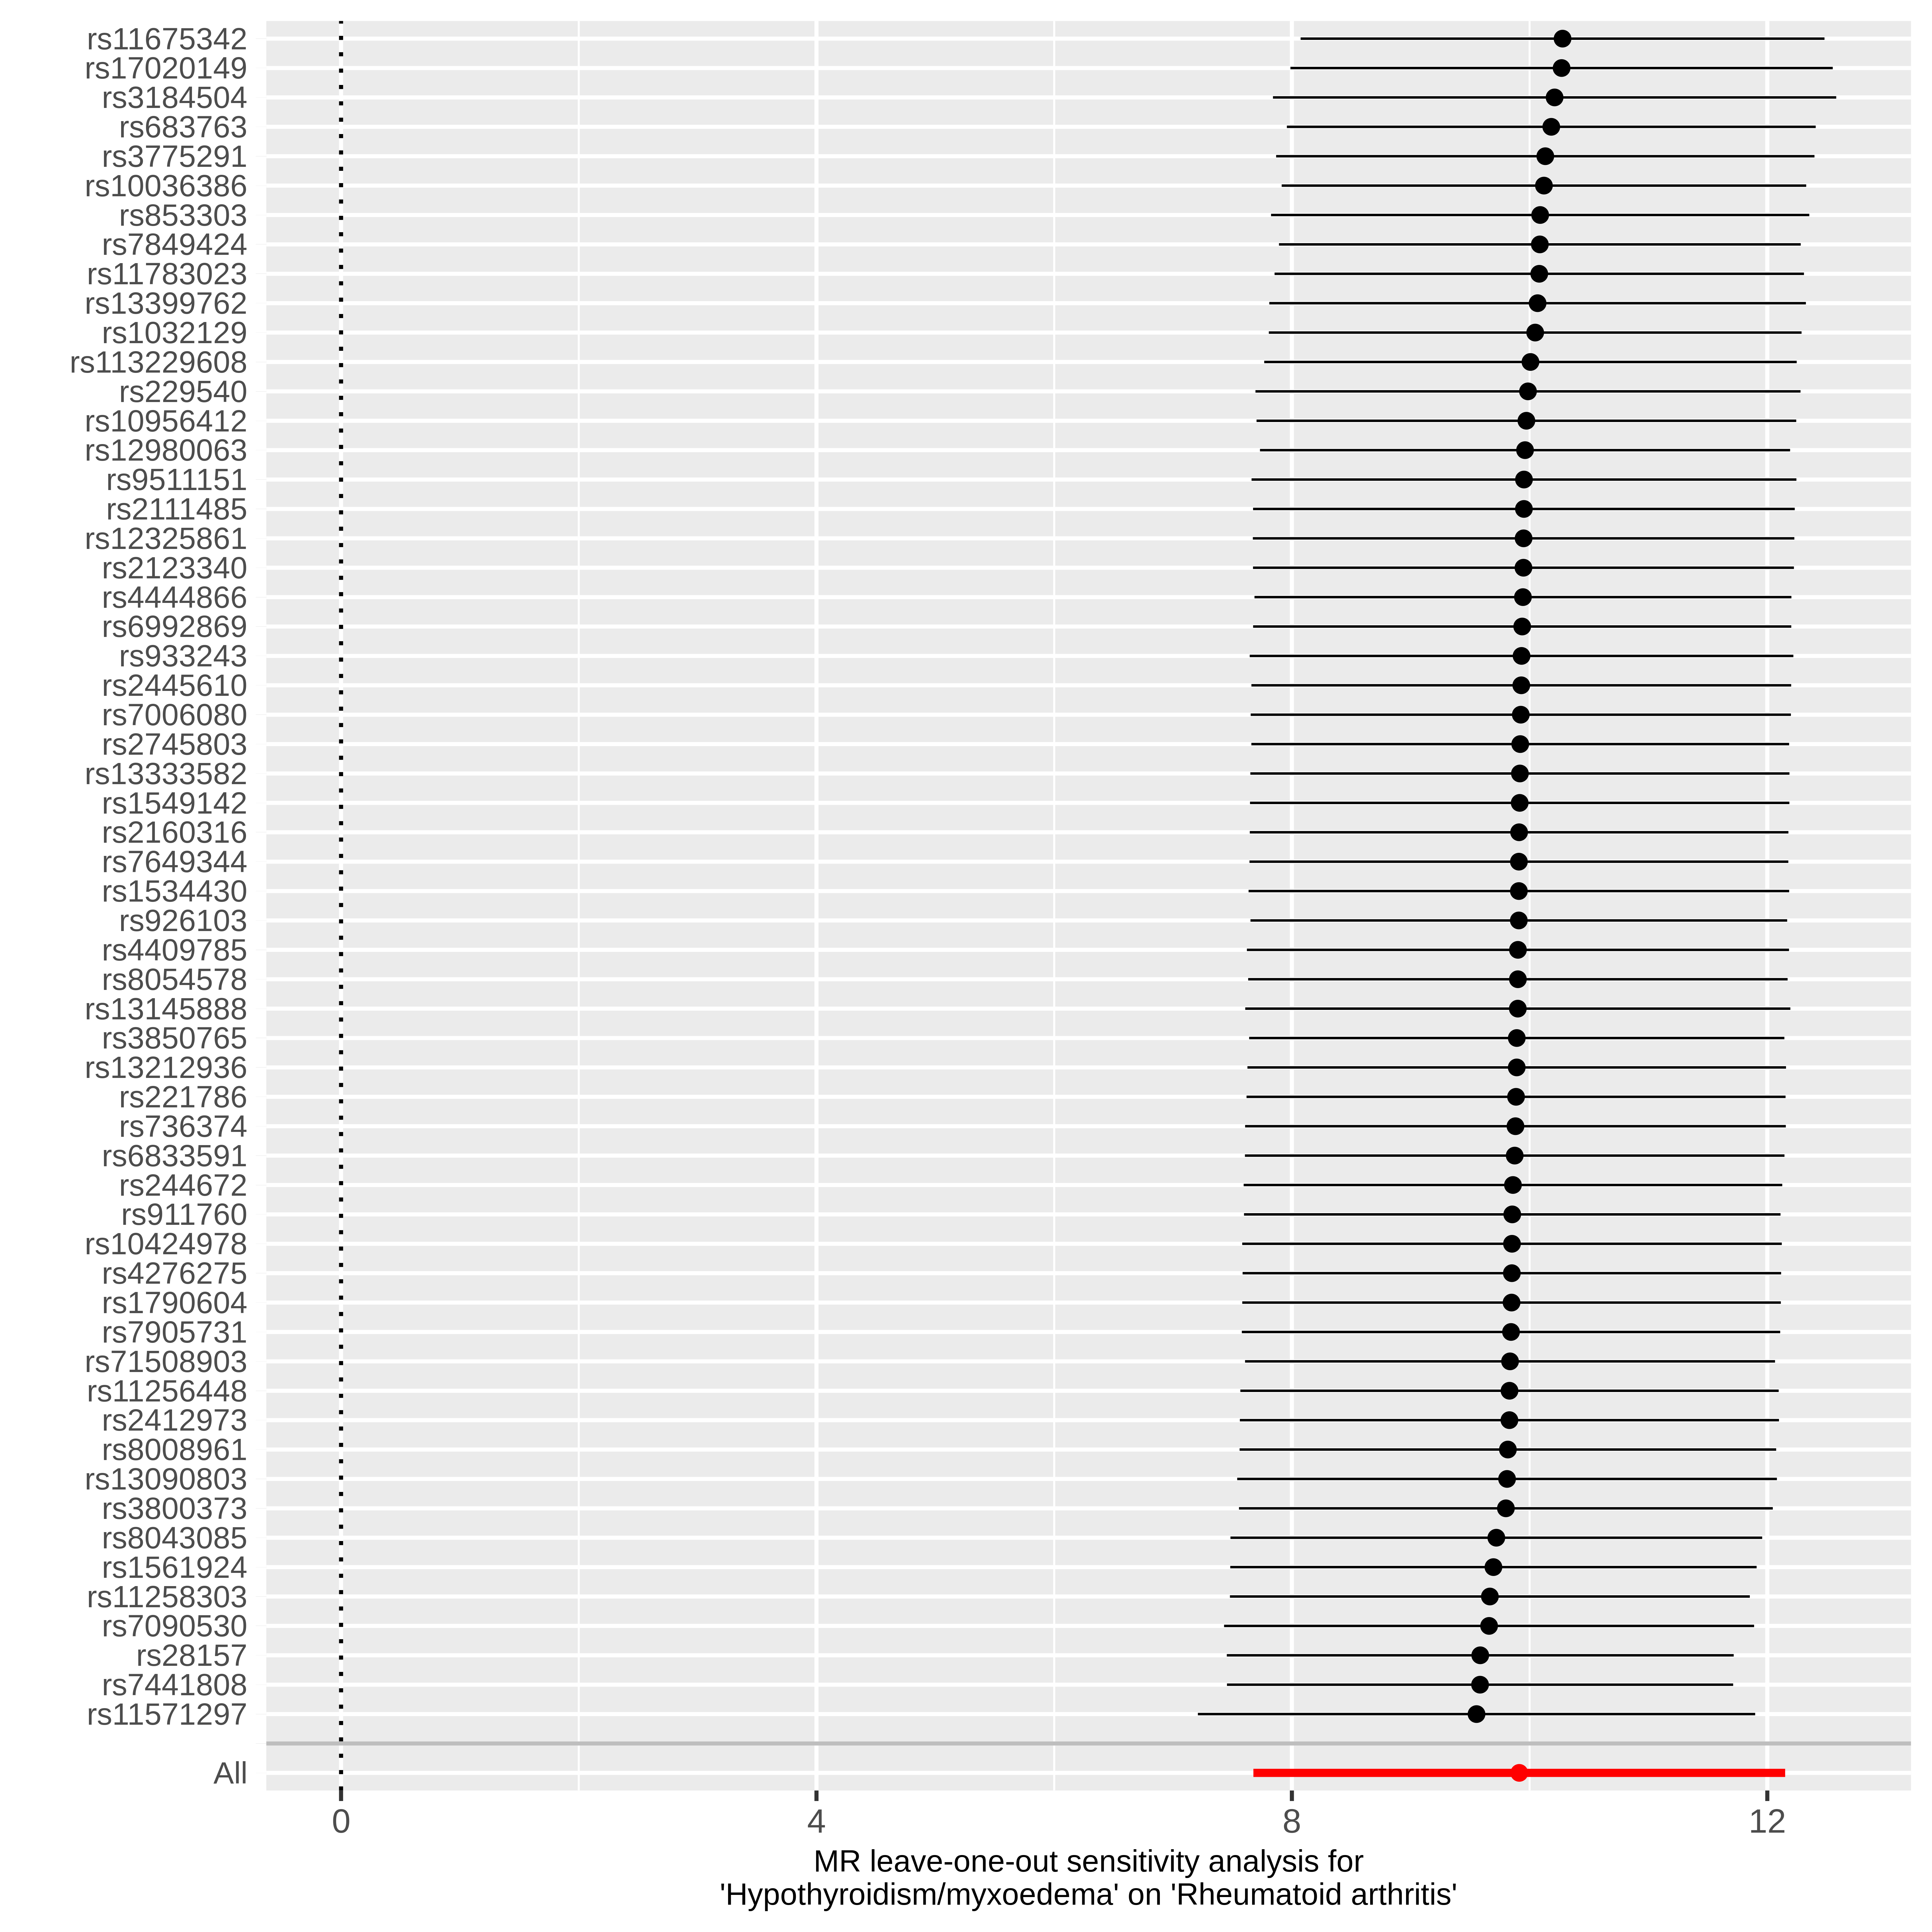 rs11675342
rs17020149
rs3184504
rs683763
rs3775291
rs10036386
rs853303
rs7849424
rs11783023
rs13399762
rs1032129
rs113229608
rs229540
rs10956412
rs12980063
rs9511151
rs2111485
rs12325861
rs2123340
rs4444866
rs6992869
rs933243
rs2445610
rs7006080
rs2745803
rs13333582
rs1549142
rs2160316
rs7649344
rs1534430
rs926103
rs4409785
rs8054578
rs13145888
rs3850765
rs13212936
rs221786
rs736374
rs6833591
rs244672
rs911760
rs10424978
rs4276275
rs1790604
rs7905731
rs71508903
rs11256448
rs2412973
rs8008961
rs13090803
rs3800373
rs8043085
rs1561924
rs11258303
rs7090530
rs28157
rs7441808
rs11571297
All
0 4 8 12
MR leave-one-out sensitivity analysis for
'Hypothyroidism/myxoedema' on 'Rheumatoid arthritis'